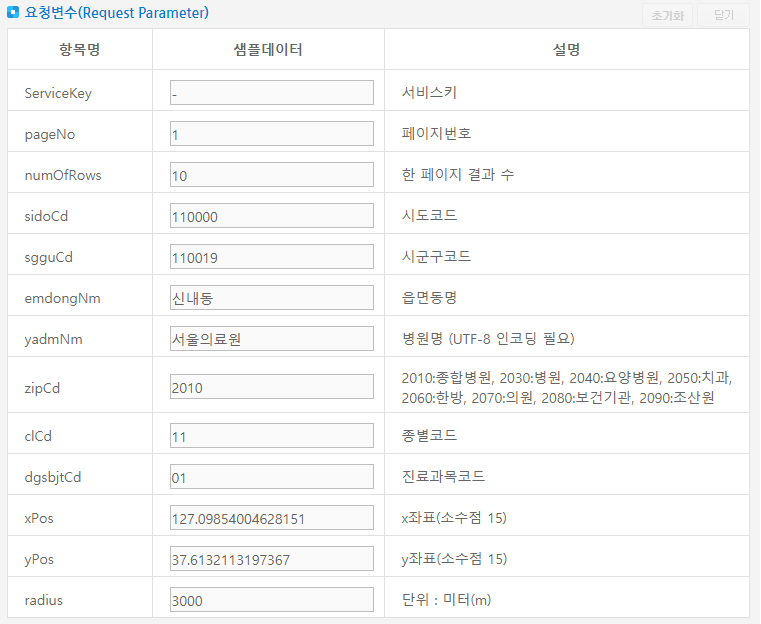 요청변수(Request Parameter)
초기화 닫기
항목명 샘플데이터 설명
ServiceKey - 서비스키
pageNo 1 페이지번호
numOfRows 10 한 페이지 결과 수
sidoCd 110000 시도코드
sgguCd 110019 시군구코드
emdongNm 신내동 읍면동명
yadmNm 서울의료원 병원명 (UTF-8 인코딩 필요)
zipCd 2010 2010:종합병원, 2030:병원, 2040:요양병원, 2050:치과,
2060:한방, 2070:의원, 2080:보건기관, 2090:조산원
clCd 11 종별코드
dgsbjtCd 01 진료과목코드
xPos 127.09854004628151 x좌표(소수점 15)
yPos 37.6132113197367 y좌표(소수점 15)
radius 3000 단위 : 미터(m)